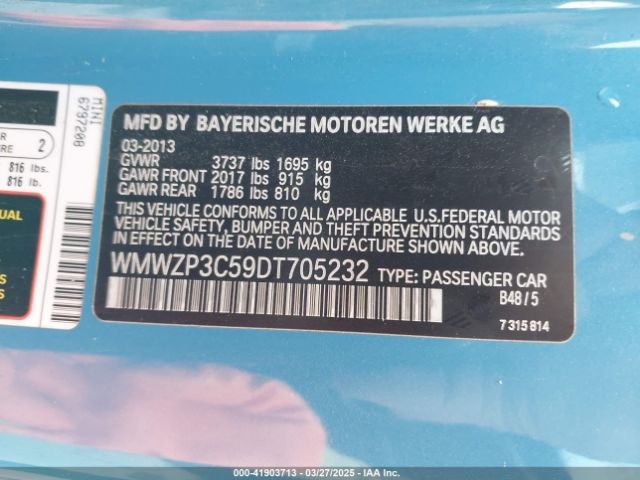 MINI
6797208
R
RE 2
816 lbs.
816 lb.
UAL
MFD BY BAYERISCHE MOTOREN WERKE AG
03-2013
GVWR 3737 lbs 1695 kg
GAWR FRONT 2017 lbs 915 kg
GAWR REAR 1786 lbs 810 kg
THIS VEHICLE CONFORMS TO ALL APPLICABLE U.S.FEDERAL MOTOR
VEHICLE SAFETY, BUMPER AND THEFT PREVENTION STANDARDS
IN EFFECT ON THE DATE OF MANUFACTURE SHOWN ABOVE.
WMWZP3C59DT705232 TYPE: PASSENGER CAR
B48/5
7 315 814
000-41903713 - 03/27/2025 - IAA Inc.